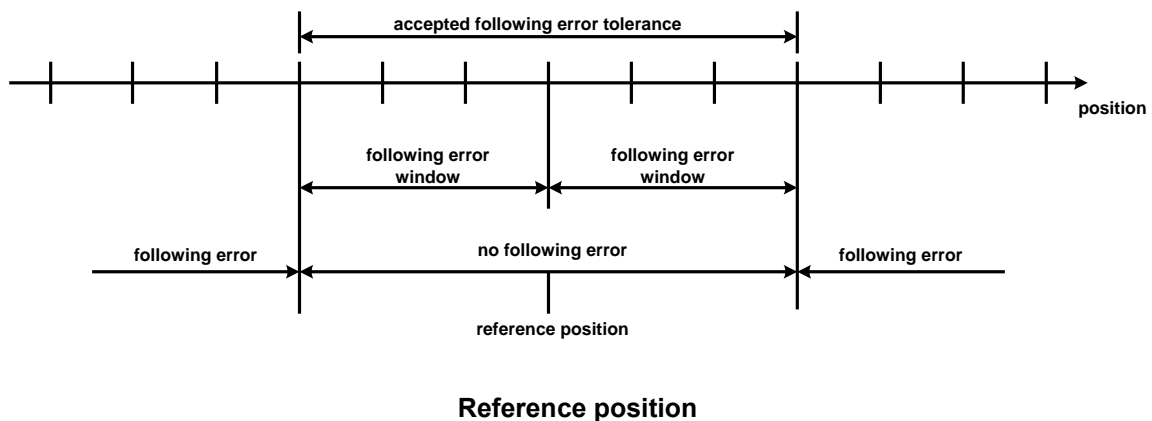 accepted following error tolerance
position
following error
window
following error
window
following error
no following error
following error
reference position
Reference position